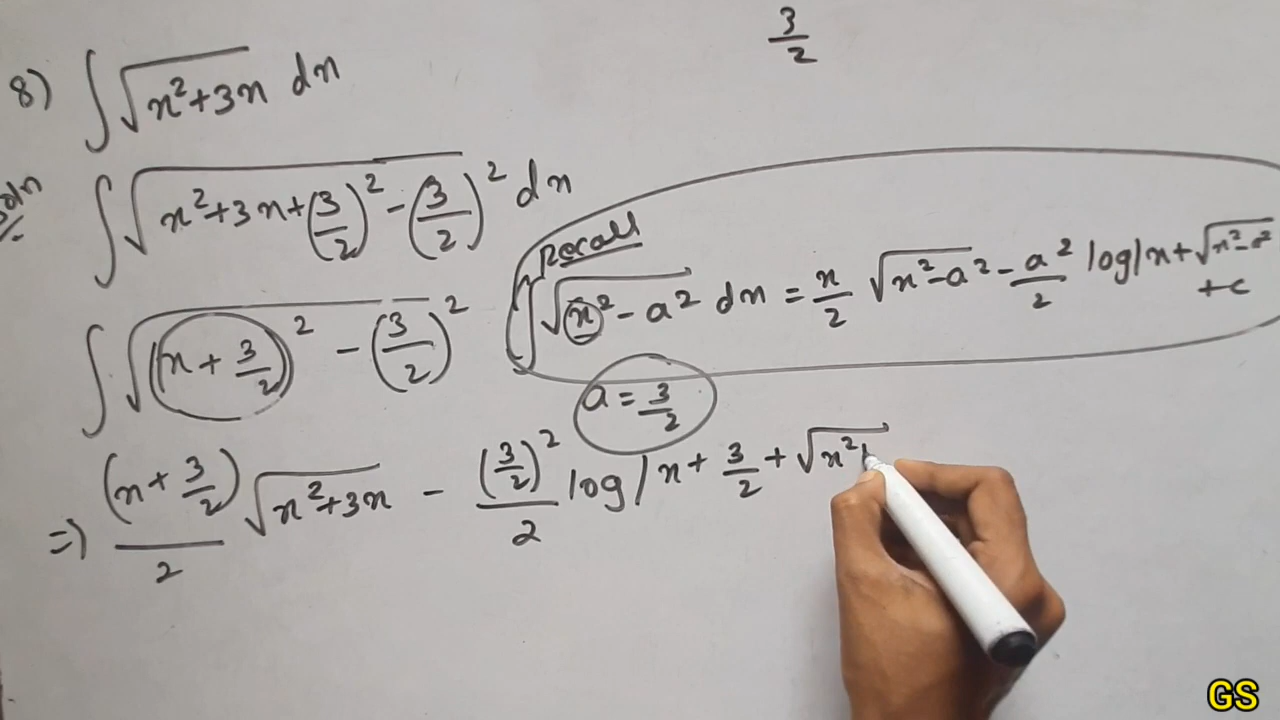 3/2
8) ∫√(x²+3x) dx
∫√(x²+3x+(3/2)²-(3/2)²) dx
Recall
∫√(x²-a²) dx = x/2 √(x²-a²) - a²/2 log|x+√(x²-a²)
+c
∫√((x+3/2)² - (3/2)²)
a = 3/2
=) (x+3/2)/2 √(x²+3x) - (3/2)²/2 log|x+3/2+√(x²
GS